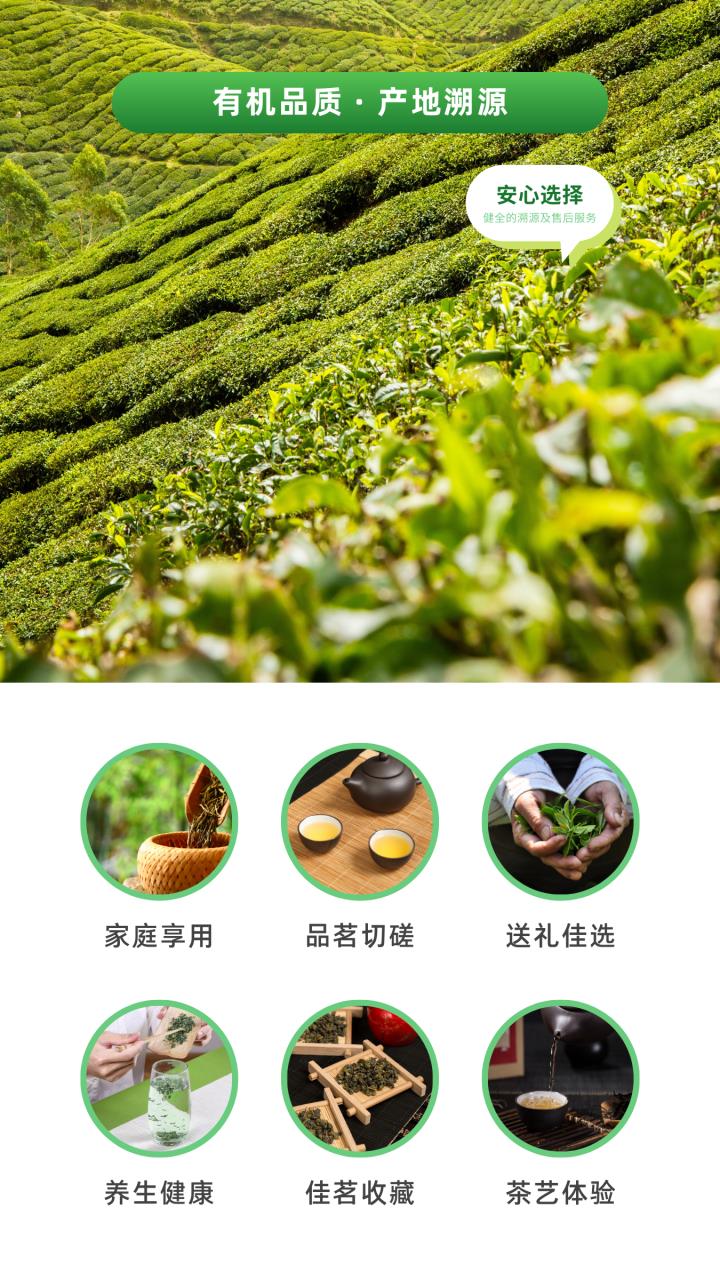 有机品质·产地溯源
安心选择
健全的溯源及售后服务
家庭享用
品茗切磋
送礼佳选
养生健康
佳茗收藏
茶艺体验